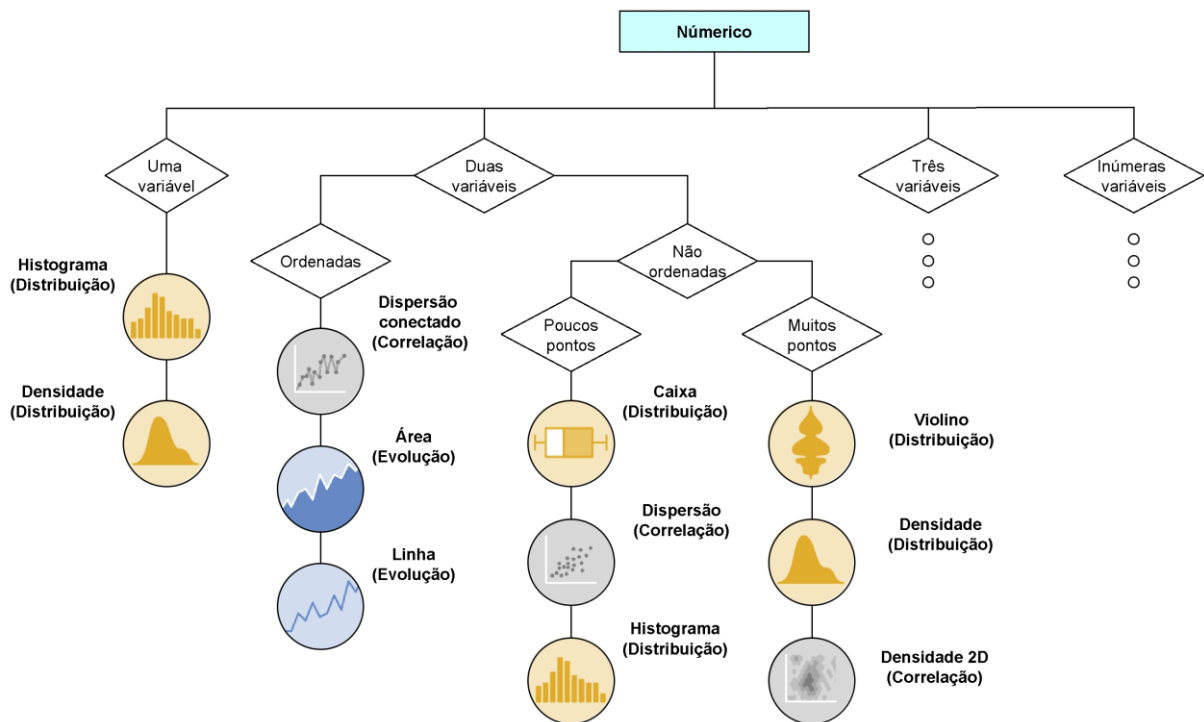 Númerico
Uma
variável
Duas
variáveis
Três
variáveis
Inúmeras
variáveis
Histograma
(Distribuição)
Densidade
(Distribuição)
Ordenadas
Dispersão
conectado
(Correlação)
Área
(Evolução)
Linha
(Evolução)
Não
ordenadas
Poucos
pontos
Caixa
(Distribuição)
Dispersão
(Correlação)
Histograma
(Distribuição)
Muitos
pontos
Violino
(Distribuição)
Densidade
(Distribuição)
Densidade 2D
(Correlação)